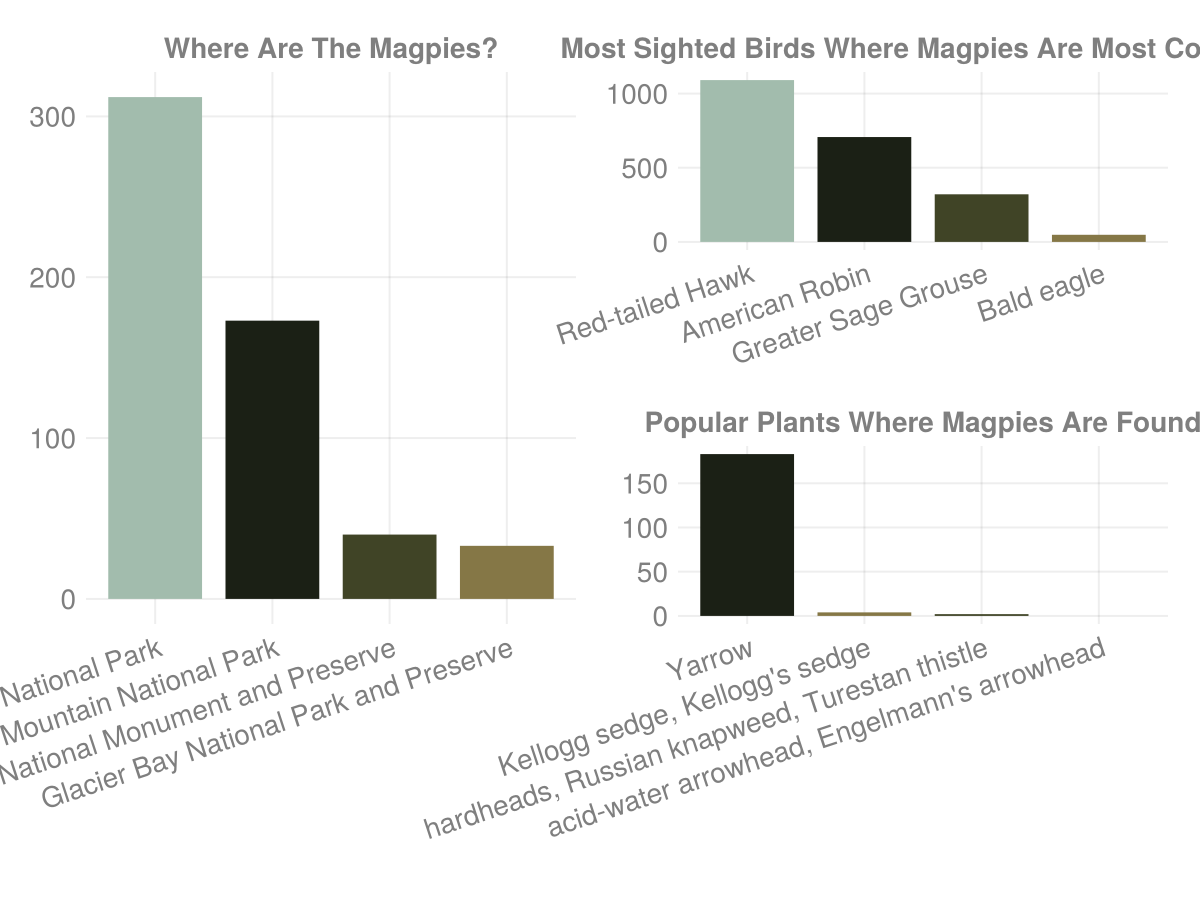 Where Are The Magpies?
300
200
100
0
National Park
Mountain National Park
National Monument and Preserve
Glacier Bay National Park and Preserve
Most Sighted Birds Where Magpies Are Most Co
1000
500
0
Red-tailed Hawk
American Robin
Greater Sage Grouse
Bald eagle
Popular Plants Where Magpies Are Found
150
100
50
0
Yarrow
Kellogg sedge, Kellogg's sedge
hardheads, Russian knapweed, Turestan thistle
acid-water arrowhead, Engelmann's arrowhead